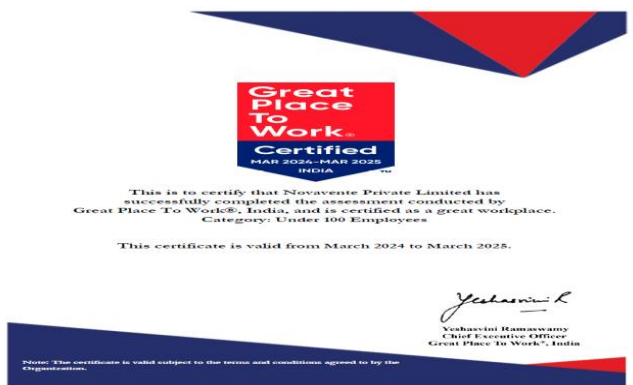 Great
Place
To
Work®
Certified
MAR 2024-MAR 2025
INDIA
TM
This is to certify that Novavente Private Limited has
successfully completed the assessment conducted by
Great Place To Work®, India, and is certified as a great workplace.
Category: Under 100 Employees
This certificate is valid from March 2024 to March 2025.
Yeshasvini R
Yeshasvini Ramaswamy
Chief Executive Officer
Great Place To Work®, India
Note: The certificate is valid subject to the terms and conditions agreed to by the
Organization.